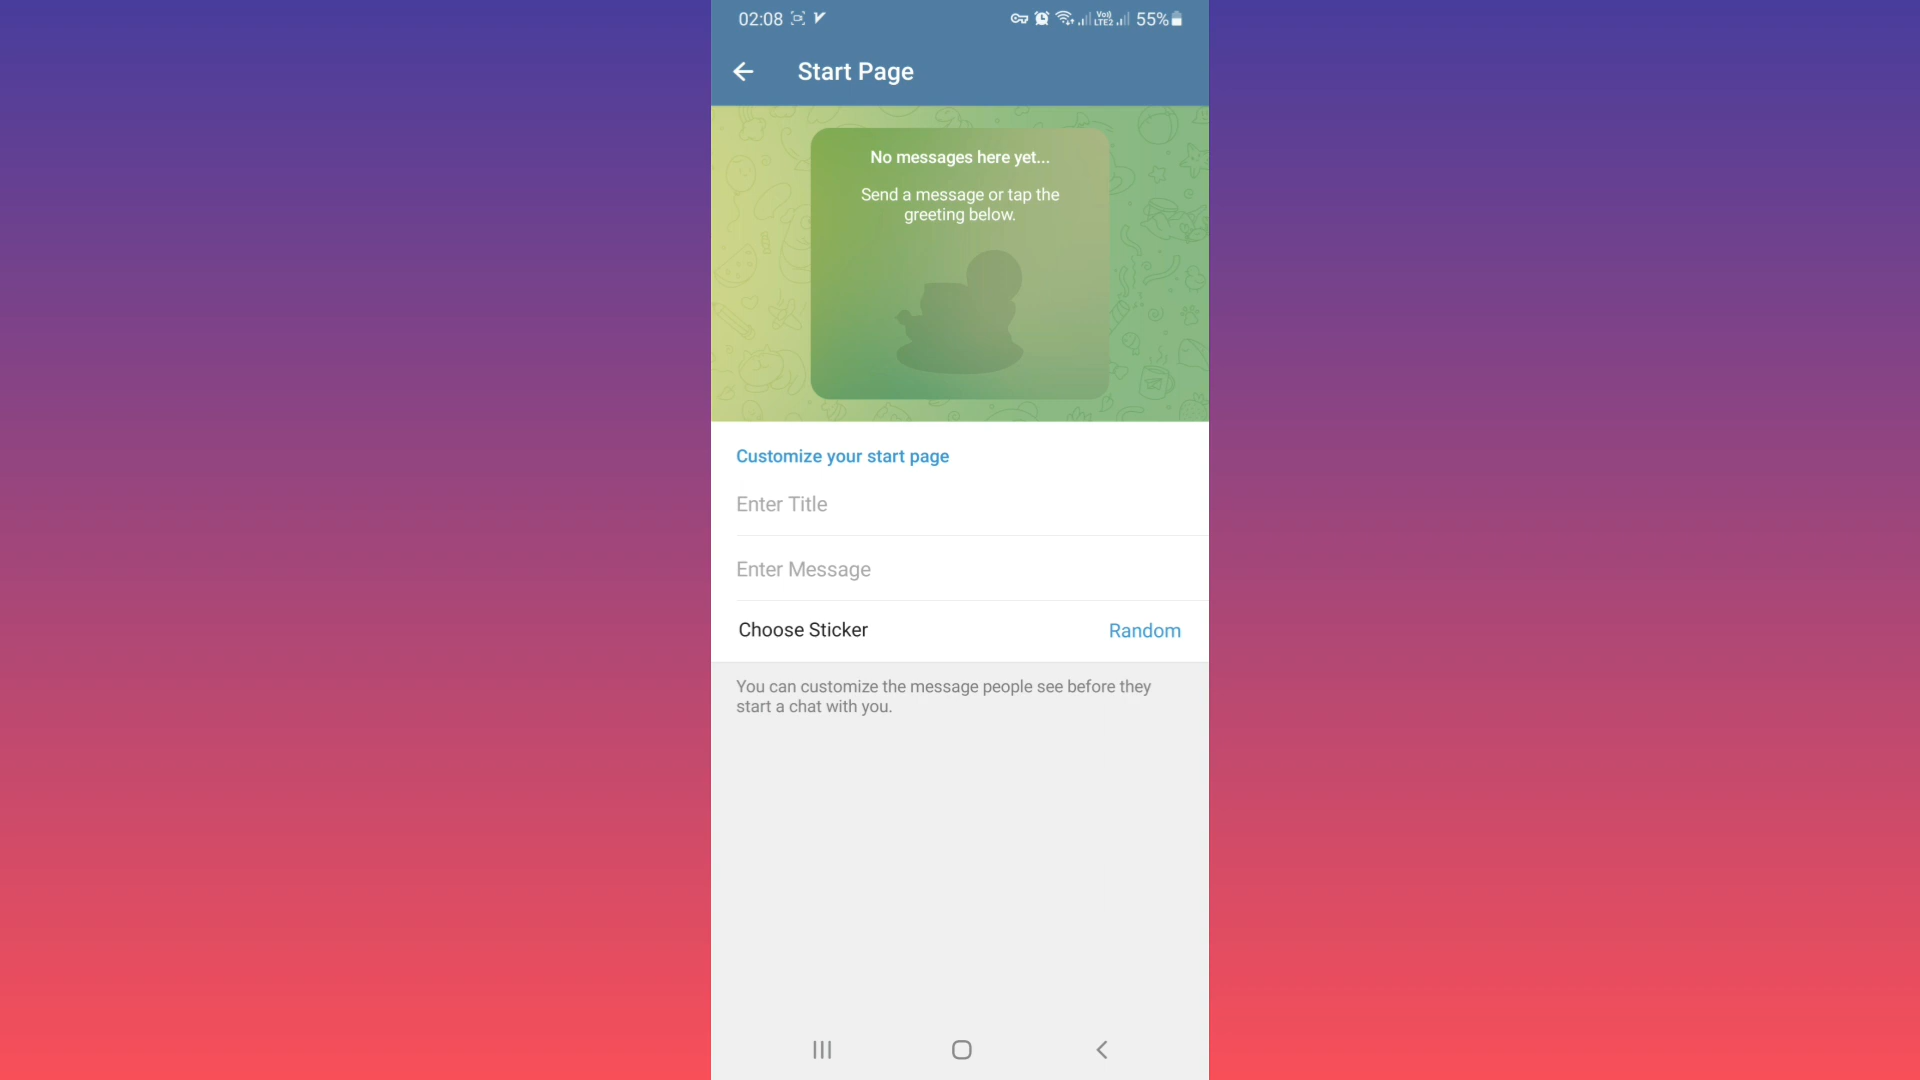 02:08 Vo) LTE2 55%
Start Page
No messages here yet...
Send a message or tap the
greeting below.
Customize your start page
Enter Title
Enter Message
Choose Sticker Random
You can customize the message people see before they
start a chat with you.